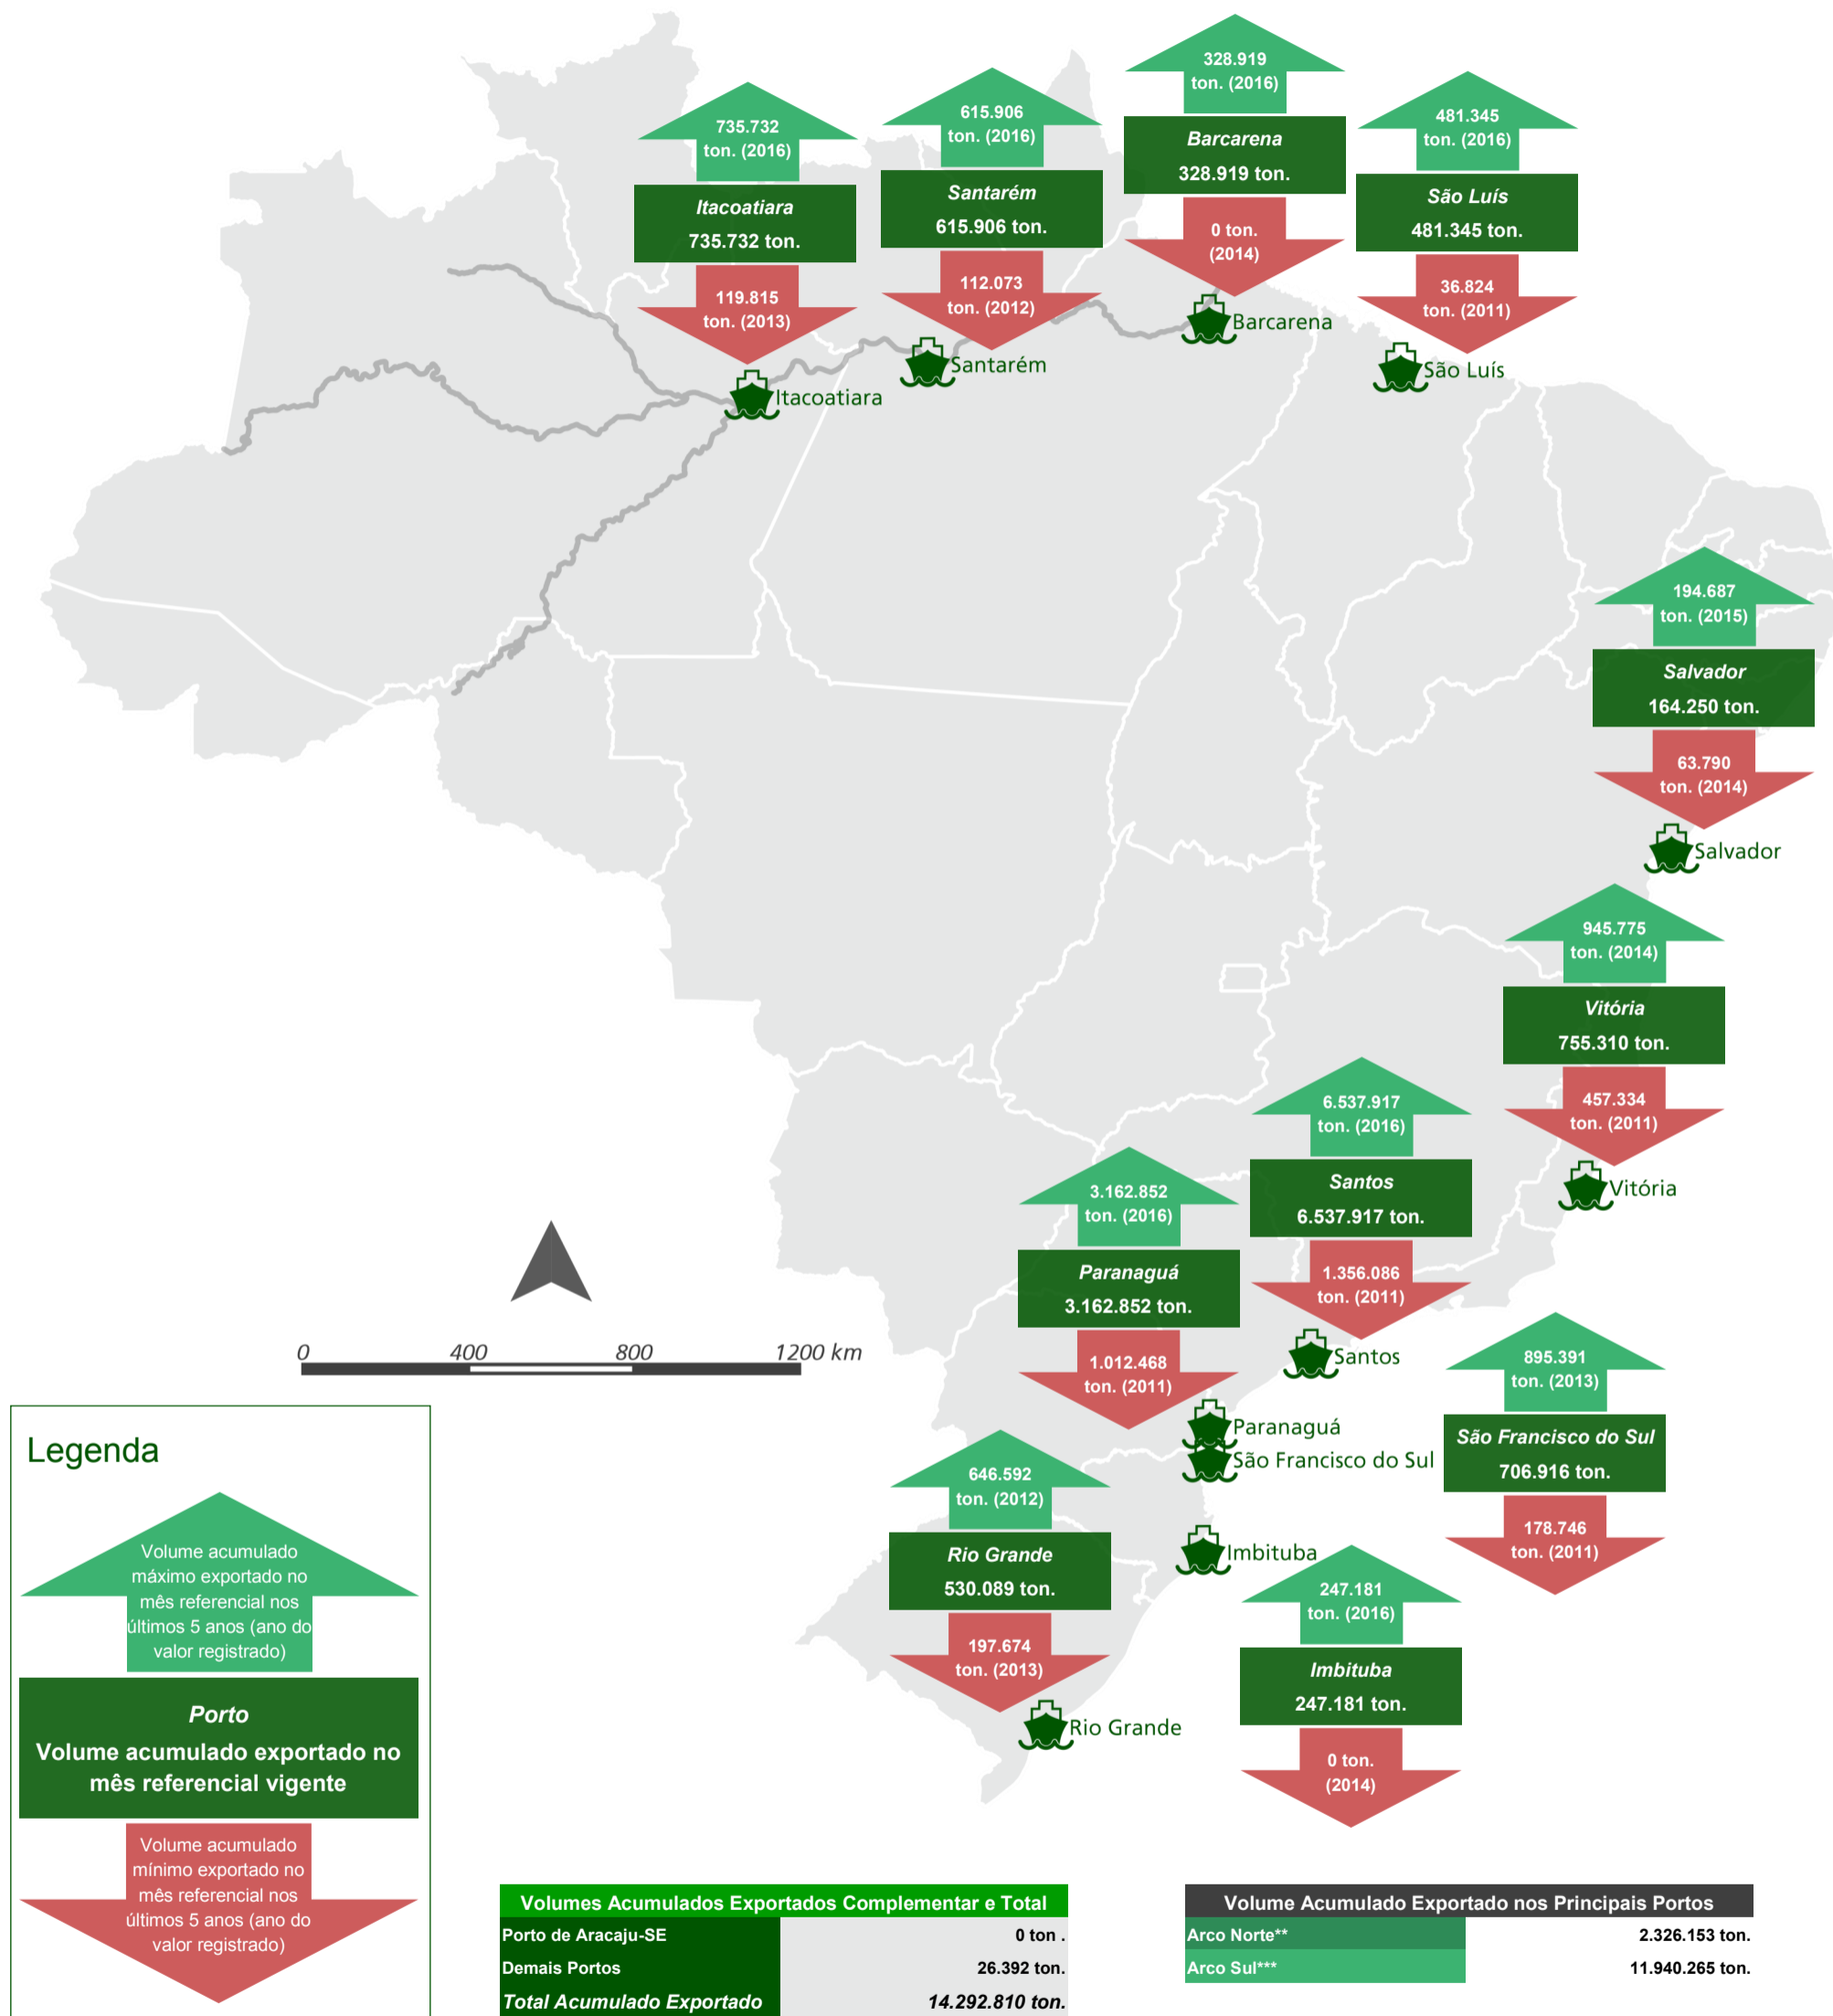 328.919
ton. (2016)
Barcarena
328.919 ton.
0 ton.
(2014)
Barcarena
481.345
ton. (2016)
São Luís
481.345 ton.
36.824
ton. (2011)
São Luís
615.906
ton. (2016)
Santarém
615.906 ton.
112.073
ton. (2012)
Santarém
735.732
ton. (2016)
Itacoatiara
735.732 ton.
119.815
ton. (2013)
Itacoatiara
194.687
ton. (2015)
Salvador
164.250 ton.
63.790
ton. (2014)
Salvador
945.775
ton. (2014)
Vitória
755.310 ton.
457.334
ton. (2011)
Vitória
6.537.917
ton. (2016)
Santos
6.537.917 ton.
1.356.086
ton. (2011)
Santos
3.162.852
ton. (2016)
Paranaguá
3.162.852 ton.
1.012.468
ton. (2011)
Paranaguá
São Francisco do Sul
895.391
ton. (2013)
São Francisco do Sul
706.916 ton.
178.746
ton. (2011)
646.592
ton. (2012)
Rio Grande
530.089 ton.
197.674
ton. (2013)
Rio Grande
Imbituba
247.181
ton. (2016)
Imbituba
247.181 ton.
0 ton.
(2014)
0 400 800 1200 km
Legenda
Volume acumulado
máximo exportado no
mês referencial nos
últimos 5 anos (ano do
valor registrado)
Porto
Volume acumulado exportado no
mês referencial vigente
Volume acumulado
mínimo exportado no
mês referencial nos
últimos 5 anos (ano do
valor registrado)
Volumes Acumulados Exportados Complementar e Total
Porto de Aracaju-SE 0 ton .
Demais Portos 26.392 ton.
Total Acumulado Exportado 14.292.810 ton.
Volume Acumulado Exportado nos Principais Portos
Arco Norte** 2.326.153 ton.
Arco Sul*** 11.940.265 ton.